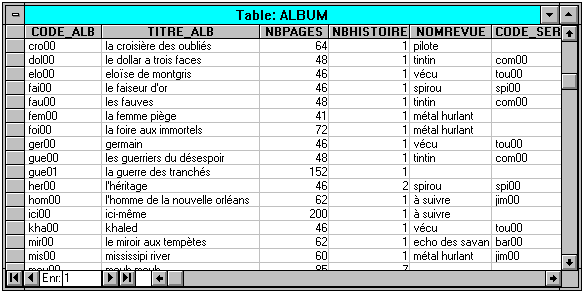 Table: ALBUM
CODE_ALB TITRE_ALB NBPAGES NBHISTOIRE NOMREVUE CODE_SER
cro00 la croisière des oubliés 64 1 pilote
dol00 le dollar a trois faces 48 1 tintin com00
elo00 eloïse de montgris 46 1 vécu tou00
fai00 le faiseur d'or 46 1 spirou spi00
fau00 les fauves 48 1 tintin com00
fem00 la femme piège 41 1 métal hurlant
foi00 la foire aux immortels 72 1 métal hurlant
ger00 germain 46 1 vécu tou00
gue00 les guerriers du désespoir 48 1 tintin com00
gue01 la guerre des tranchés 152 1
her00 l'héritage 46 2 spirou spi00
hom00 l'homme de la nouvelle orléans 62 1 à suivre jim00
ici00 ici-même 200 1 à suivre
kha00 khaled 46 1 vécu tou00
mir00 le miroir aux tempètes 62 1 echo des savan bar00
mis00 mississipi river 60 1 métal hurlant jim00
Enr: 1